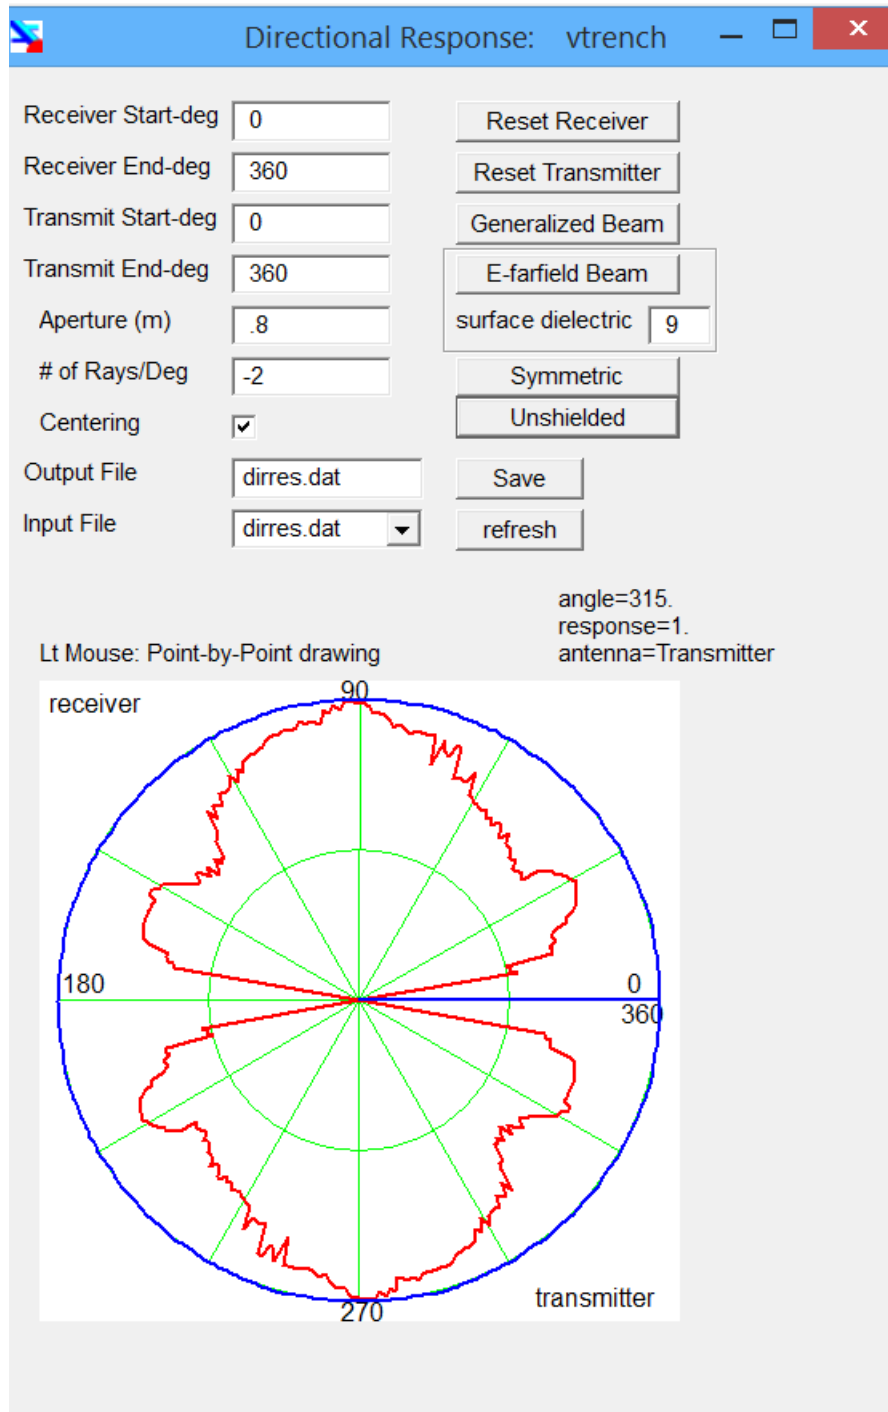 Directional Response: vtrench
Receiver Start-deg 0 Reset Receiver
Receiver End-deg 360 Reset Transmitter
Transmit Start-deg 0 Generalized Beam
Transmit End-deg 360 E-farfield Beam
Aperture (m) .8 surface dielectric 9
# of Rays/Deg -2 Symmetric
Centering Unshielded
Output File dirres.dat Save
Input File dirres.dat refresh
angle=315.
response=1.
Lt Mouse: Point-by-Point drawing antenna=Transmitter
receiver 90
180 0
360
270 transmitter